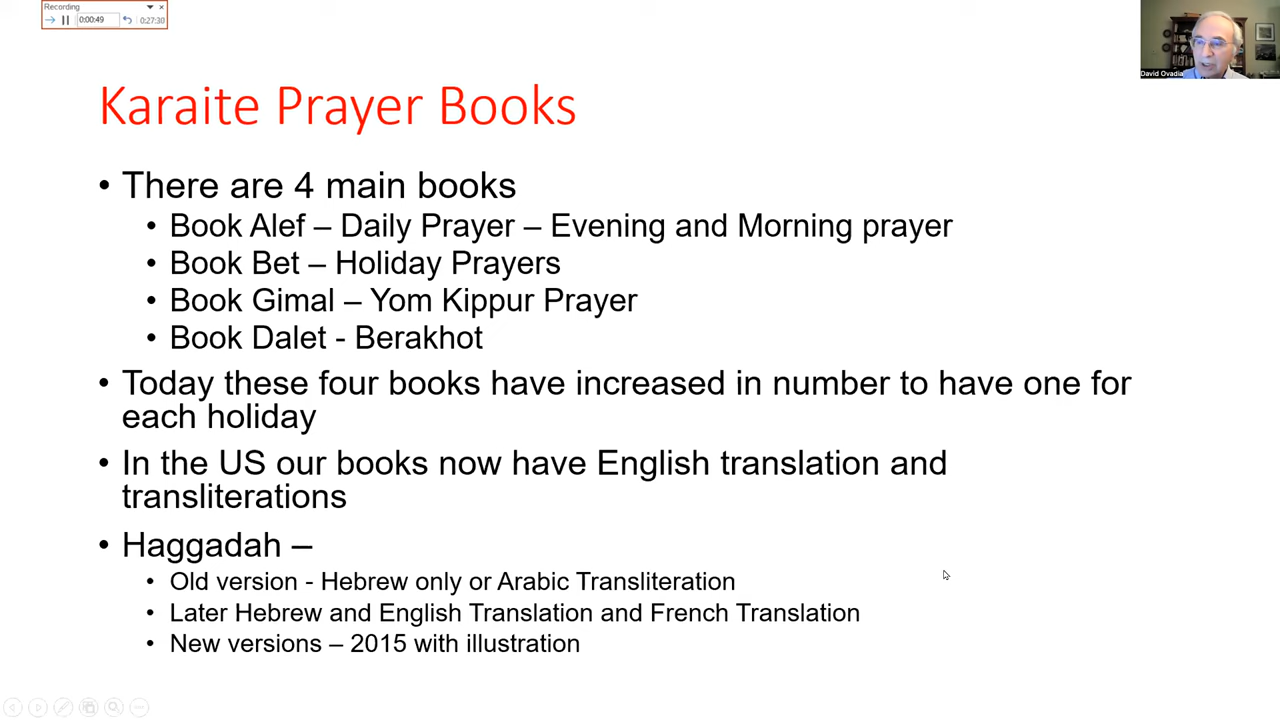 Recording
0:00:49
0:27:30
David Ovadia
Karaite Prayer Books
• There are 4 main books
• Book Alef – Daily Prayer – Evening and Morning prayer
• Book Bet – Holiday Prayers
• Book Gimal – Yom Kippur Prayer
• Book Dalet - Berakhot
• Today these four books have increased in number to have one for
each holiday
• In the US our books now have English translation and
transliterations
• Haggadah –
• Old version - Hebrew only or Arabic Transliteration
• Later Hebrew and English Translation and French Translation
• New versions – 2015 with illustration